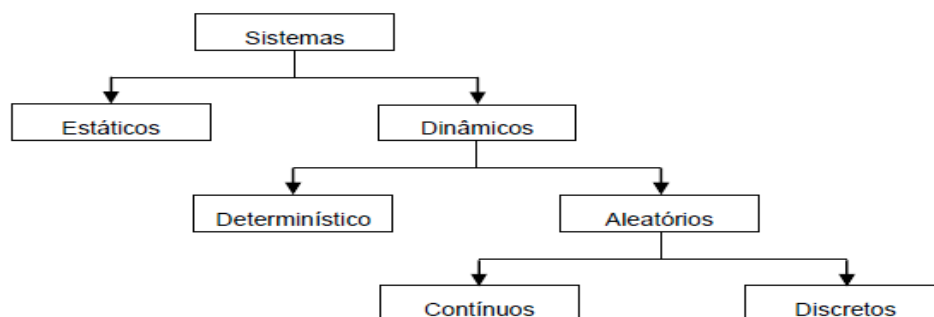 Sistemas
Estáticos
Dinâmicos
Determinístico
Aleatórios
Contínuos
Discretos